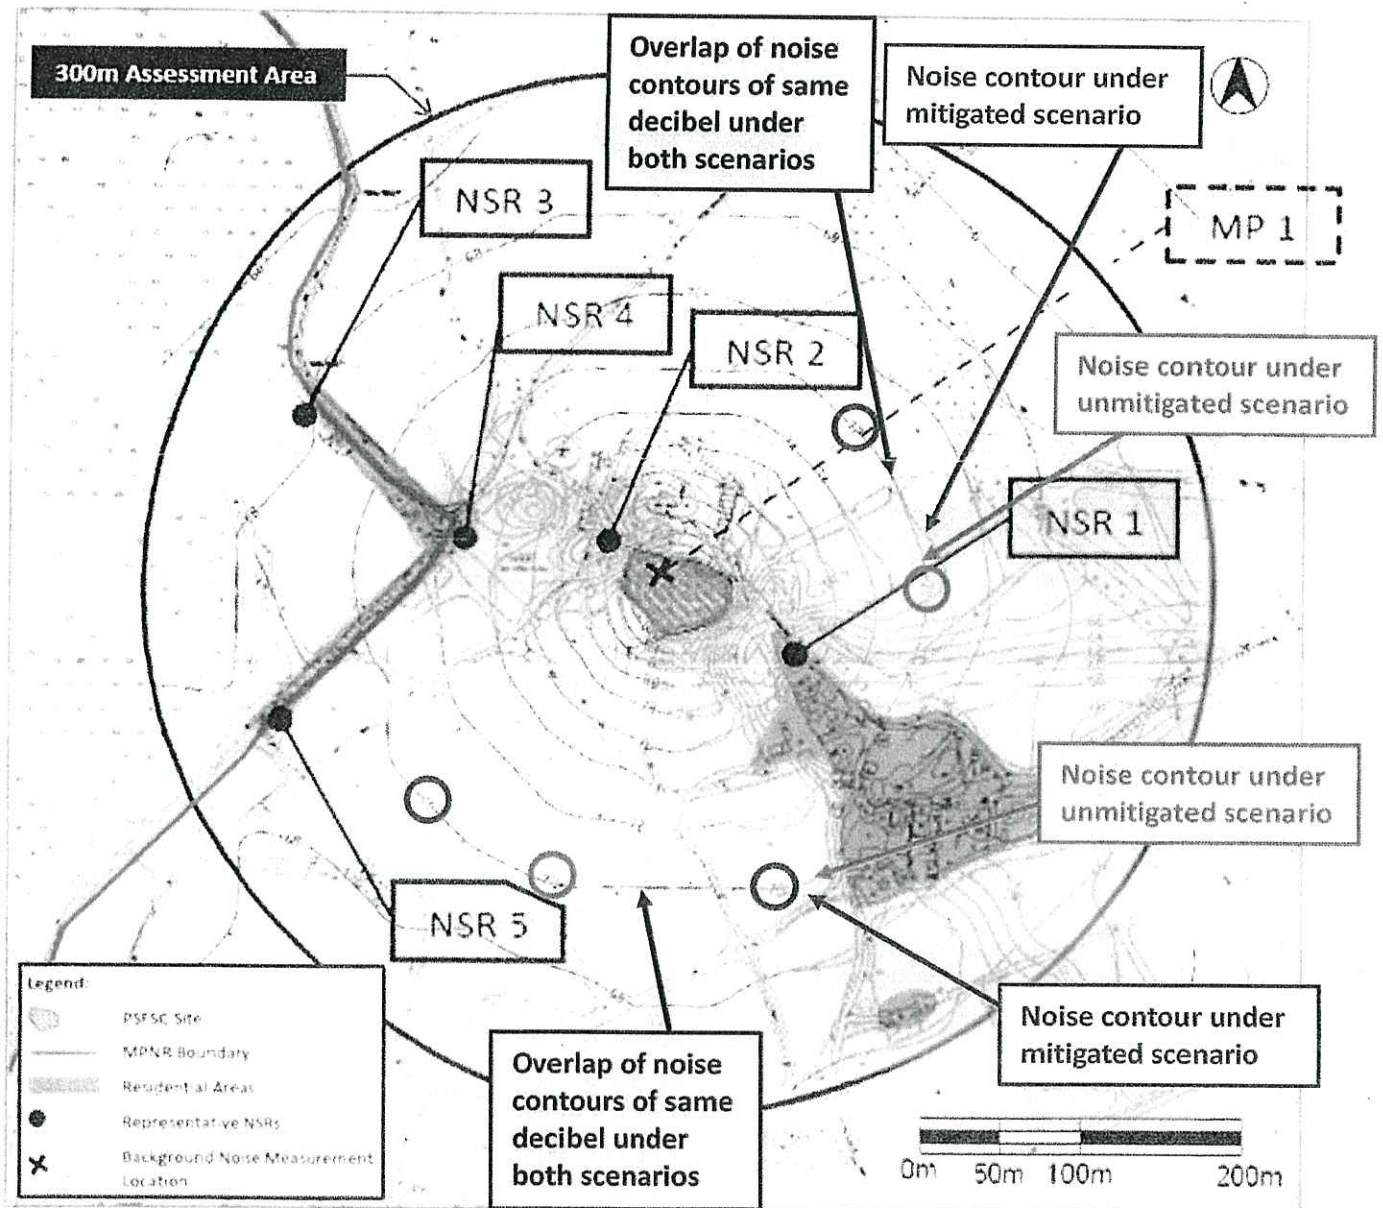 300m Assessment Area
Overlap of noise
contours of same
decibel under
both scenarios
Noise contour under
mitigated scenario
NSR 3
MP 1
NSR 4
NSR 2
Noise contour under
unmitigated scenario
NSR 1
Noise contour under
unmitigated scenario
NSR 5
Noise contour under
mitigated scenario
Overlap of noise
contours of same
decibel under
both scenarios
Legend:
PSFSC Site
MPNR Boundary
Residential Areas
Representative NSRs
Background Noise Measurement
Location
0m 50m 100m 200m